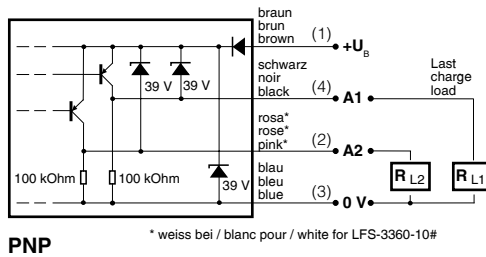 braun
brun
brown
(1)
+UB
schwarz
noir
black
(4)
A1
Last
charge
load
39 V
39 V
rosa*
rose*
pink*
(2)
A2
100 kOhm
100 kOhm
39 V
blau
bleu
blue
(3)
0 V
R L2
R L1
* weiss bei / blanc pour / white for LFS-3360-10#
PNP